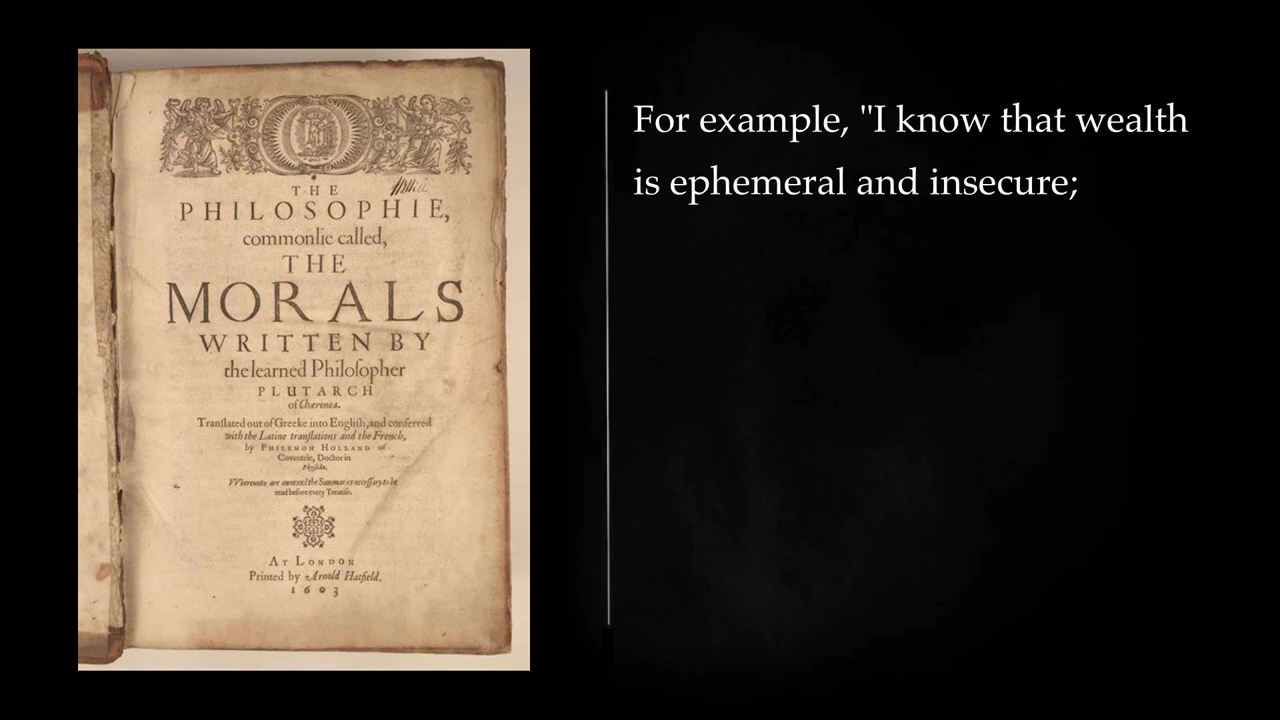 THE
PHILOSOPHIE,
commonlie called,
THE
MORALS
WRITTEN BY
the learned Philoſopher
PLUTARCH
of Chæronea.
Tranſlated out of Greeke into Engliſh, and conferred
with the Latine tranſlations and the French,
by PHILEMON HOLLAND of
Coventrie, Doctor in
Phyſicke.
VVhereunto are annexed the Summaries neceſſary to be
read before every Treatiſe.
AT LONDON
Printed by Arnold Hatfield.
1603
For example, "I know that wealth
is ephemeral and insecure;